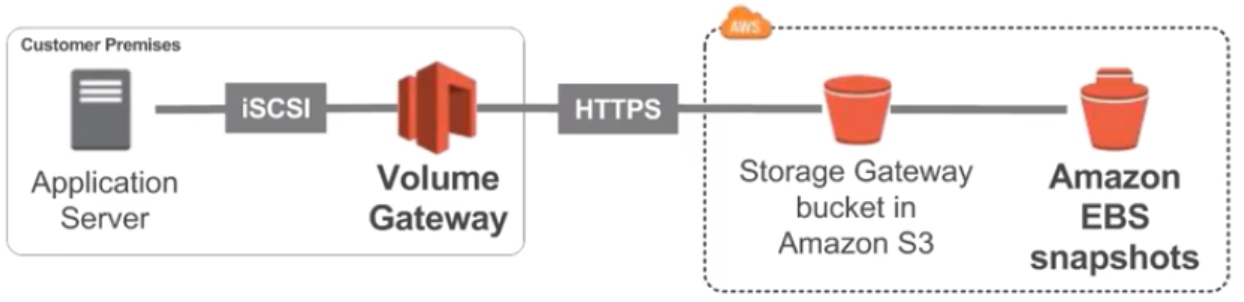 Customer Premises
AWS
iSCSI
HTTPS
Application
Server
Volume
Gateway
Storage Gateway
bucket in
Amazon S3
Amazon
EBS
snapshots